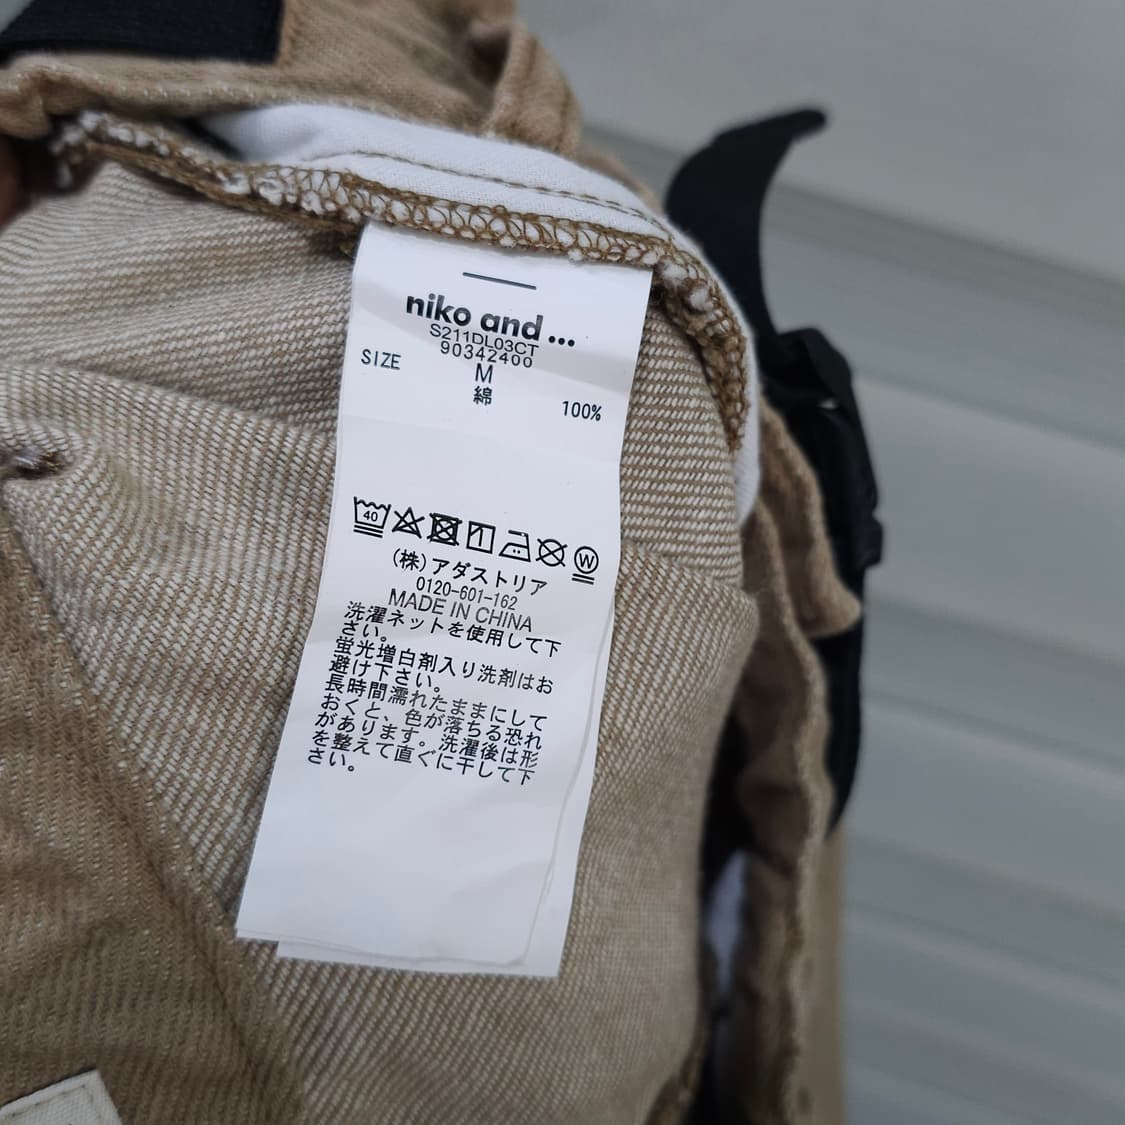 niko and ...
S211DL03CT
90342400
SIZE M
綿 100%
40
W
(株)アダストリア
0120-601-162
MADE IN CHINA
洗濯ネットを使用して下
さい。
蛍光増白剤入り洗剤はお
避け下さい。
長時間濡れたままにして
おくと、色が落ちる恐れ
があります。洗濯後は形
を整えて直ぐに干して下
さい。